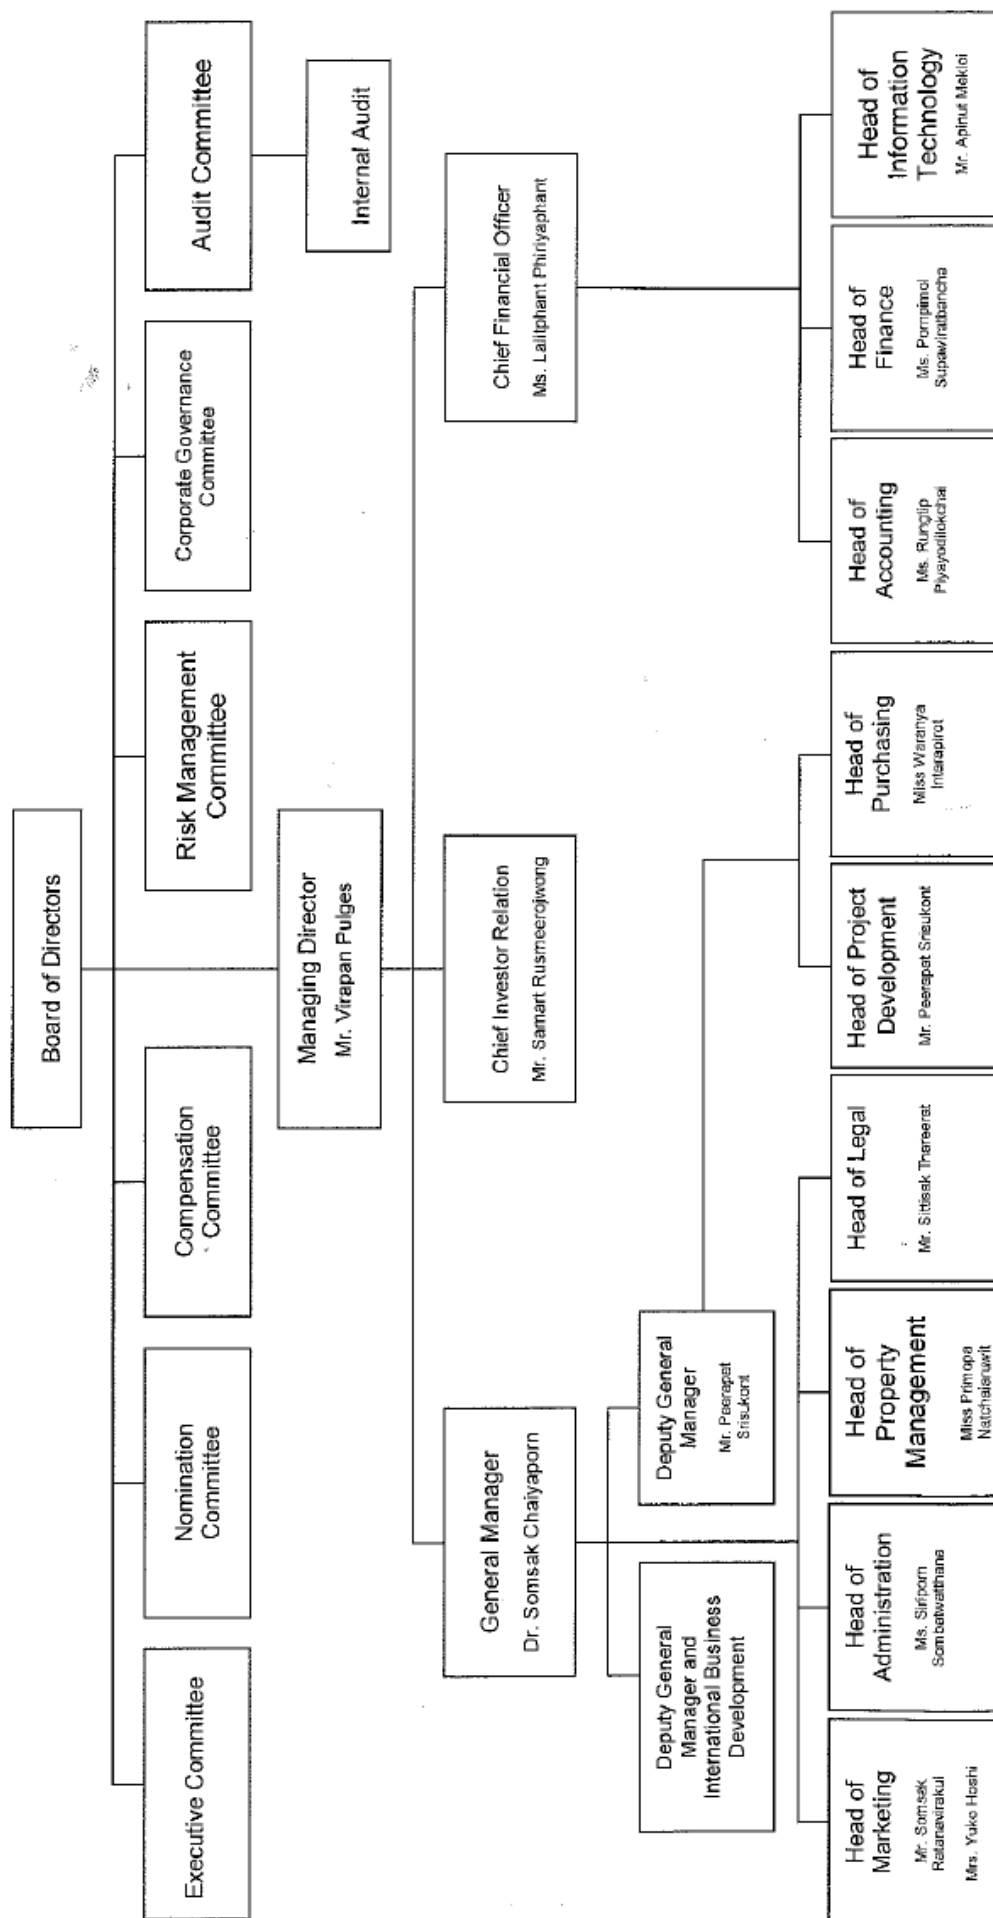 Board of Directors
Executive Committee
Nomination
Committee
Compensation
Committee
Risk Management
Committee
Corporate Governance
Committee
Audit Committee
Managing Director
Mr. Virapan Pulges
Internal Audit
General Manager
Dr. Somsak Chaiyaporn
Chief Investor Relation
Mr. Samart Rusmeerojwong
Chief Financial Officer
Ms. Lalitphant Phiriyaphant
Deputy General
Manager and
International Business
Development
Deputy General
Manager
Mr. Peerapat
Srisukont
Head of
Marketing
Mr. Somsak
Ratanavirakul
Mrs. Yuko Hoshi
Head of
Administration
Ms. Siriporn
Sombatwatthana
Head of
Property
Management
Miss Primopa
Natchaiaruwit
Head of Legal
Mr. Sittisak Thareerat
Head of Project
Development
Mr. Peerapat Srisukont
Head of
Purchasing
Miss Waranya
Intarapirot
Head of
Accounting
Ms. Rungtip
Piyayodilokchai
Head of
Finance
Ms. Pornpimol
Supawiratbancha
Head of
Information
Technology
Mr. Apinut Mekloi